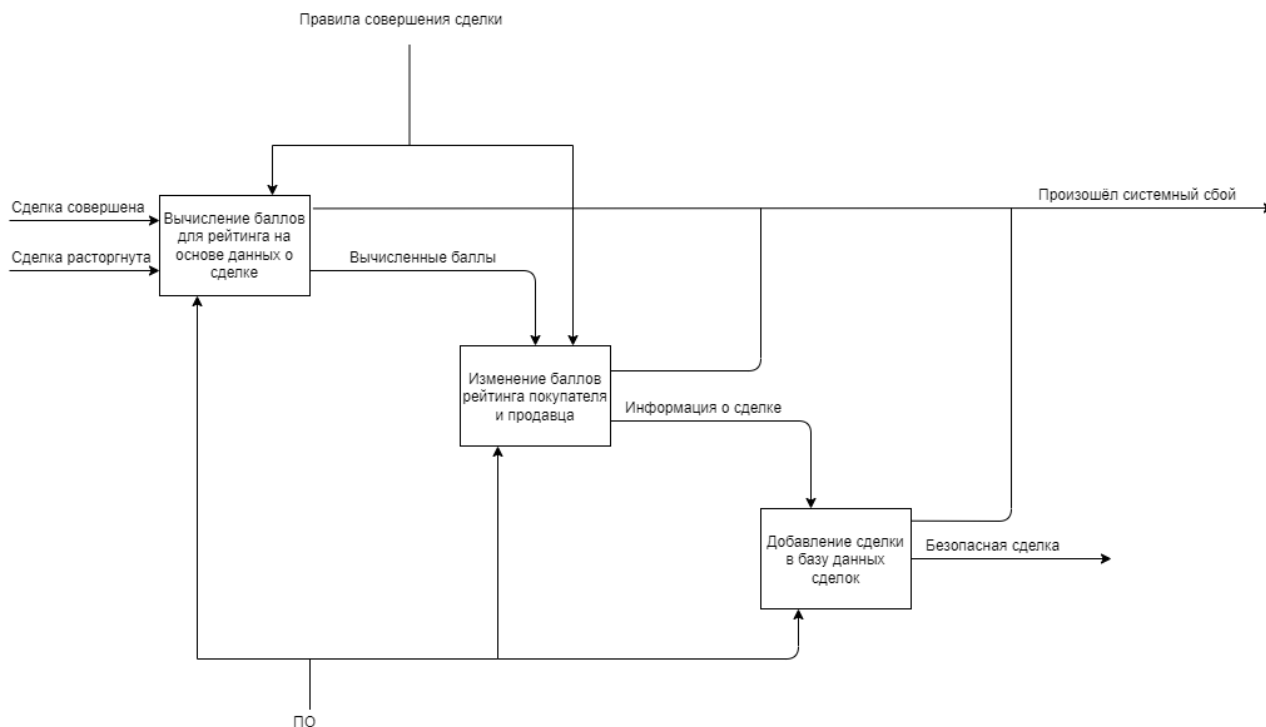 Правила совершения сделки
Сделка совершена
Сделка расторгнута
Вычисление баллов
для рейтинга на
основе данных о
сделке
Произошёл системный сбой
Вычисленные баллы
Изменение баллов
рейтинга покупателя
и продавца
Информация о сделке
Добавление сделки
в базу данных
сделок
Безопасная сделка
ПО